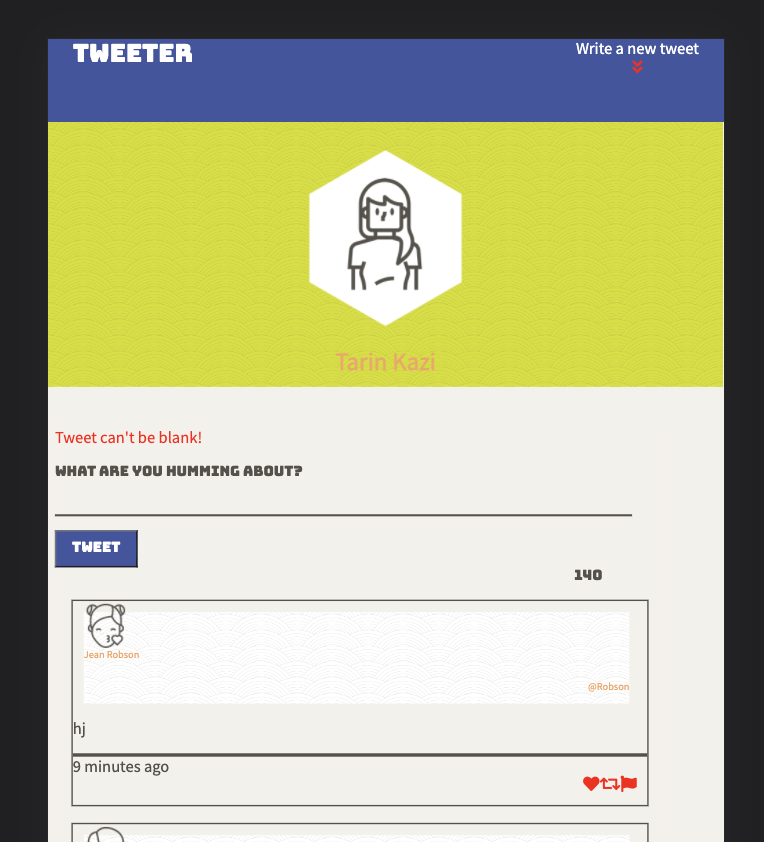 TWEETER
Write a new tweet
Tarin Kazi
Tweet can't be blank!
WHAT ARE YOU HUMMING ABOUT?
TWEET
140
Jean Robson
@Robson
hj
9 minutes ago